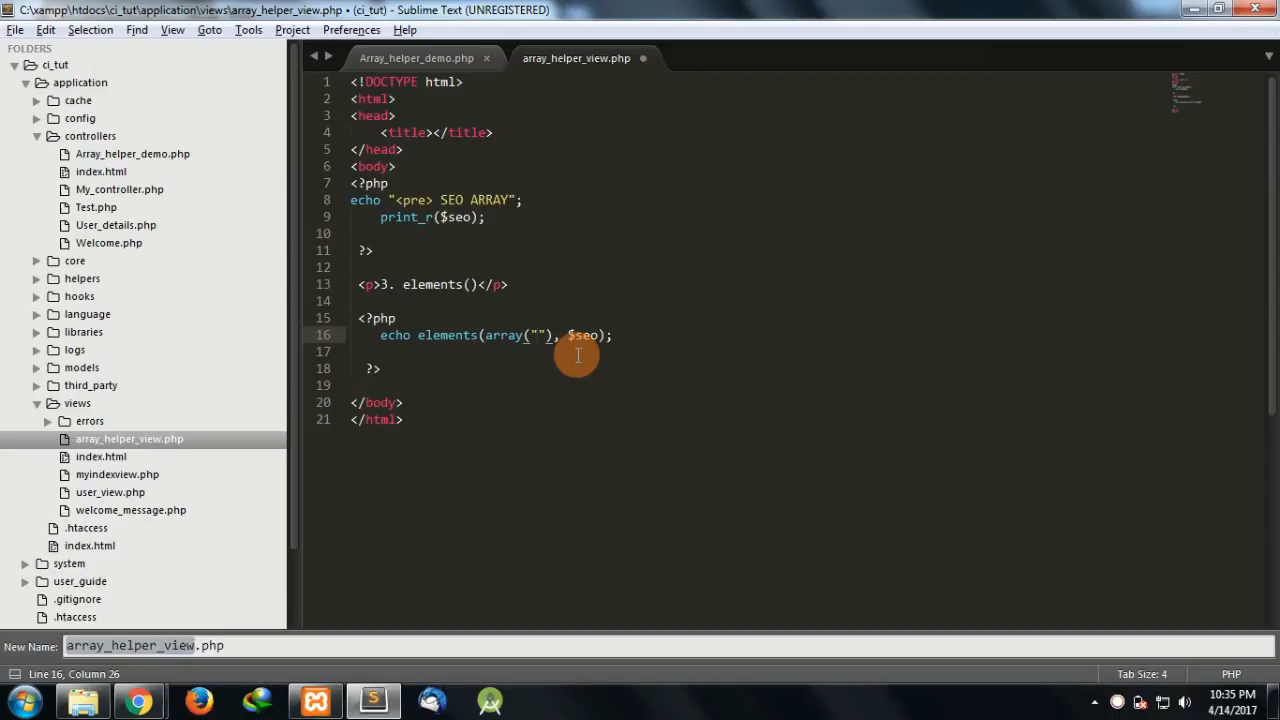 C:\xampp\htdocs\ci_tut\application\views\array_helper_view.php • (ci_tut) - Sublime Text (UNREGISTERED)
File Edit Selection Find View Goto Tools Project Preferences Help
FOLDERS
ci_tut
application
cache
config
controllers
Array_helper_demo.php
index.html
My_controller.php
Test.php
User_details.php
Welcome.php
core
helpers
hooks
language
libraries
logs
models
third_party
views
errors
array_helper_view.php
index.html
myindexview.php
user_view.php
welcome_message.php
.htaccess
index.html
system
user_guide
.gitignore
.htaccess
Array_helper_demo.php × array_helper_view.php
1 <!DOCTYPE html>
2 <html>
3 <head>
4 <title></title>
5 </head>
6 <body>
7 <?php
8 echo "<pre> SEO ARRAY";
9 print_r($seo);
10
11 ?>
12
13 <p>3. elements()</p>
14
15 <?php
16 echo elements(array(""), $seo);
17
18 ?>
19
20 </body>
21 </html>
New Name: array_helper_view.php
Line 16, Column 26 Tab Size: 4 PHP
10:35 PM
4/14/2017